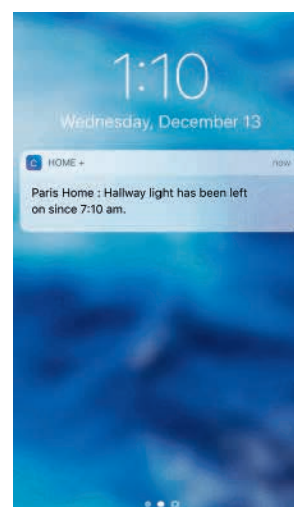 1:10
Wednesday, December 13
HOME + now
Paris Home : Hallway light has been left
on since 7:10 am.